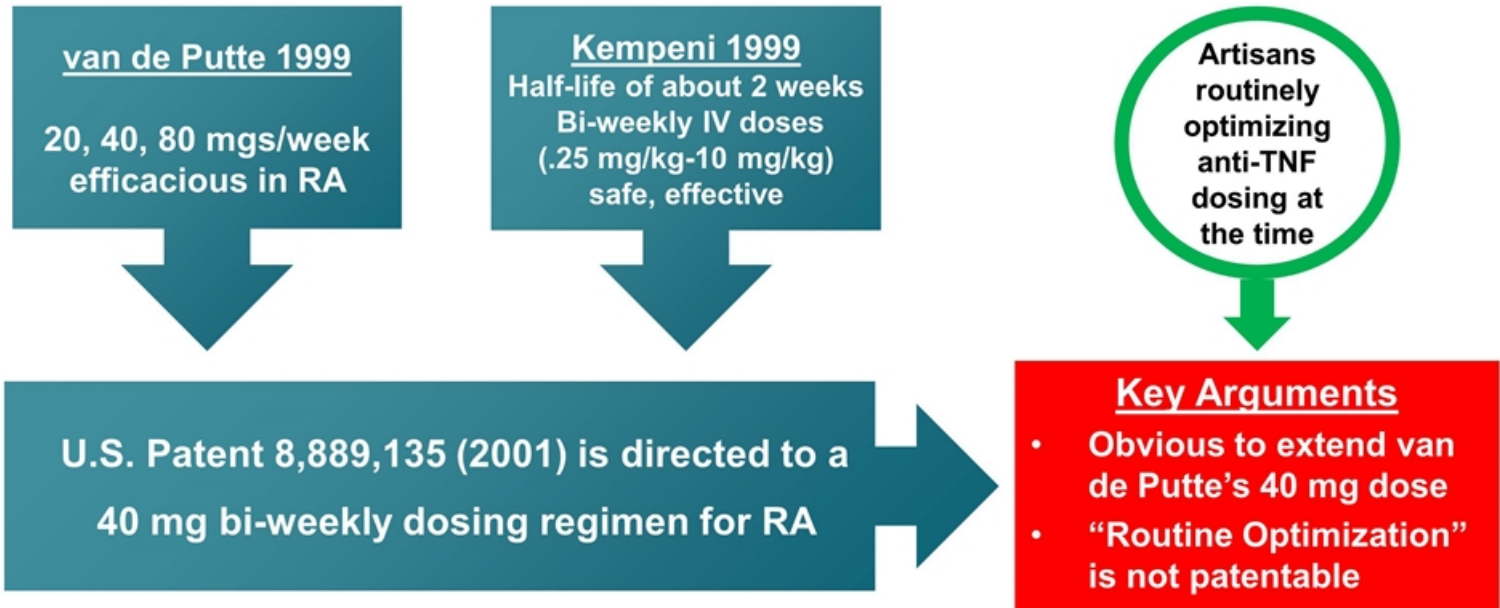 van de Putte 1999
20, 40, 80 mgs/week
efficacious in RA
Kempeni 1999
Half-life of about 2 weeks
Bi-weekly IV doses
(.25 mg/kg-10 mg/kg)
safe, effective
Artisans
routinely
optimizing
anti-TNF
dosing at
the time
U.S. Patent 8,889,135 (2001) is directed to a
40 mg bi-weekly dosing regimen for RA
Key Arguments
• Obvious to extend van
de Putte’s 40 mg dose
• “Routine Optimization”
is not patentable